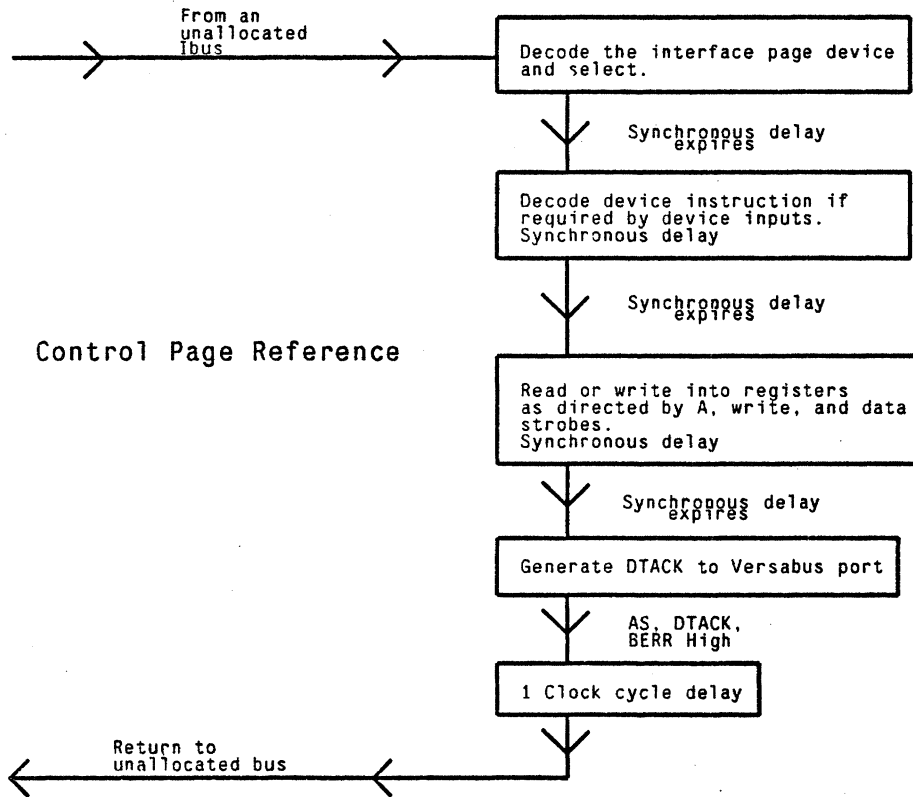 From an
unallocated
Ibus
Decode the interface page device
and select.
Synchronous delay
expires
Decode device instruction if
required by device inputs.
Synchronous delay
Synchronous delay
expires
Control Page Reference
Read or write into registers
as directed by A, write, and data
strobes.
Synchronous delay
Synchronous delay
expires
Generate DTACK to Versabus port
AS, DTACK,
BERR High
1 Clock cycle delay
Return to
unallocated bus